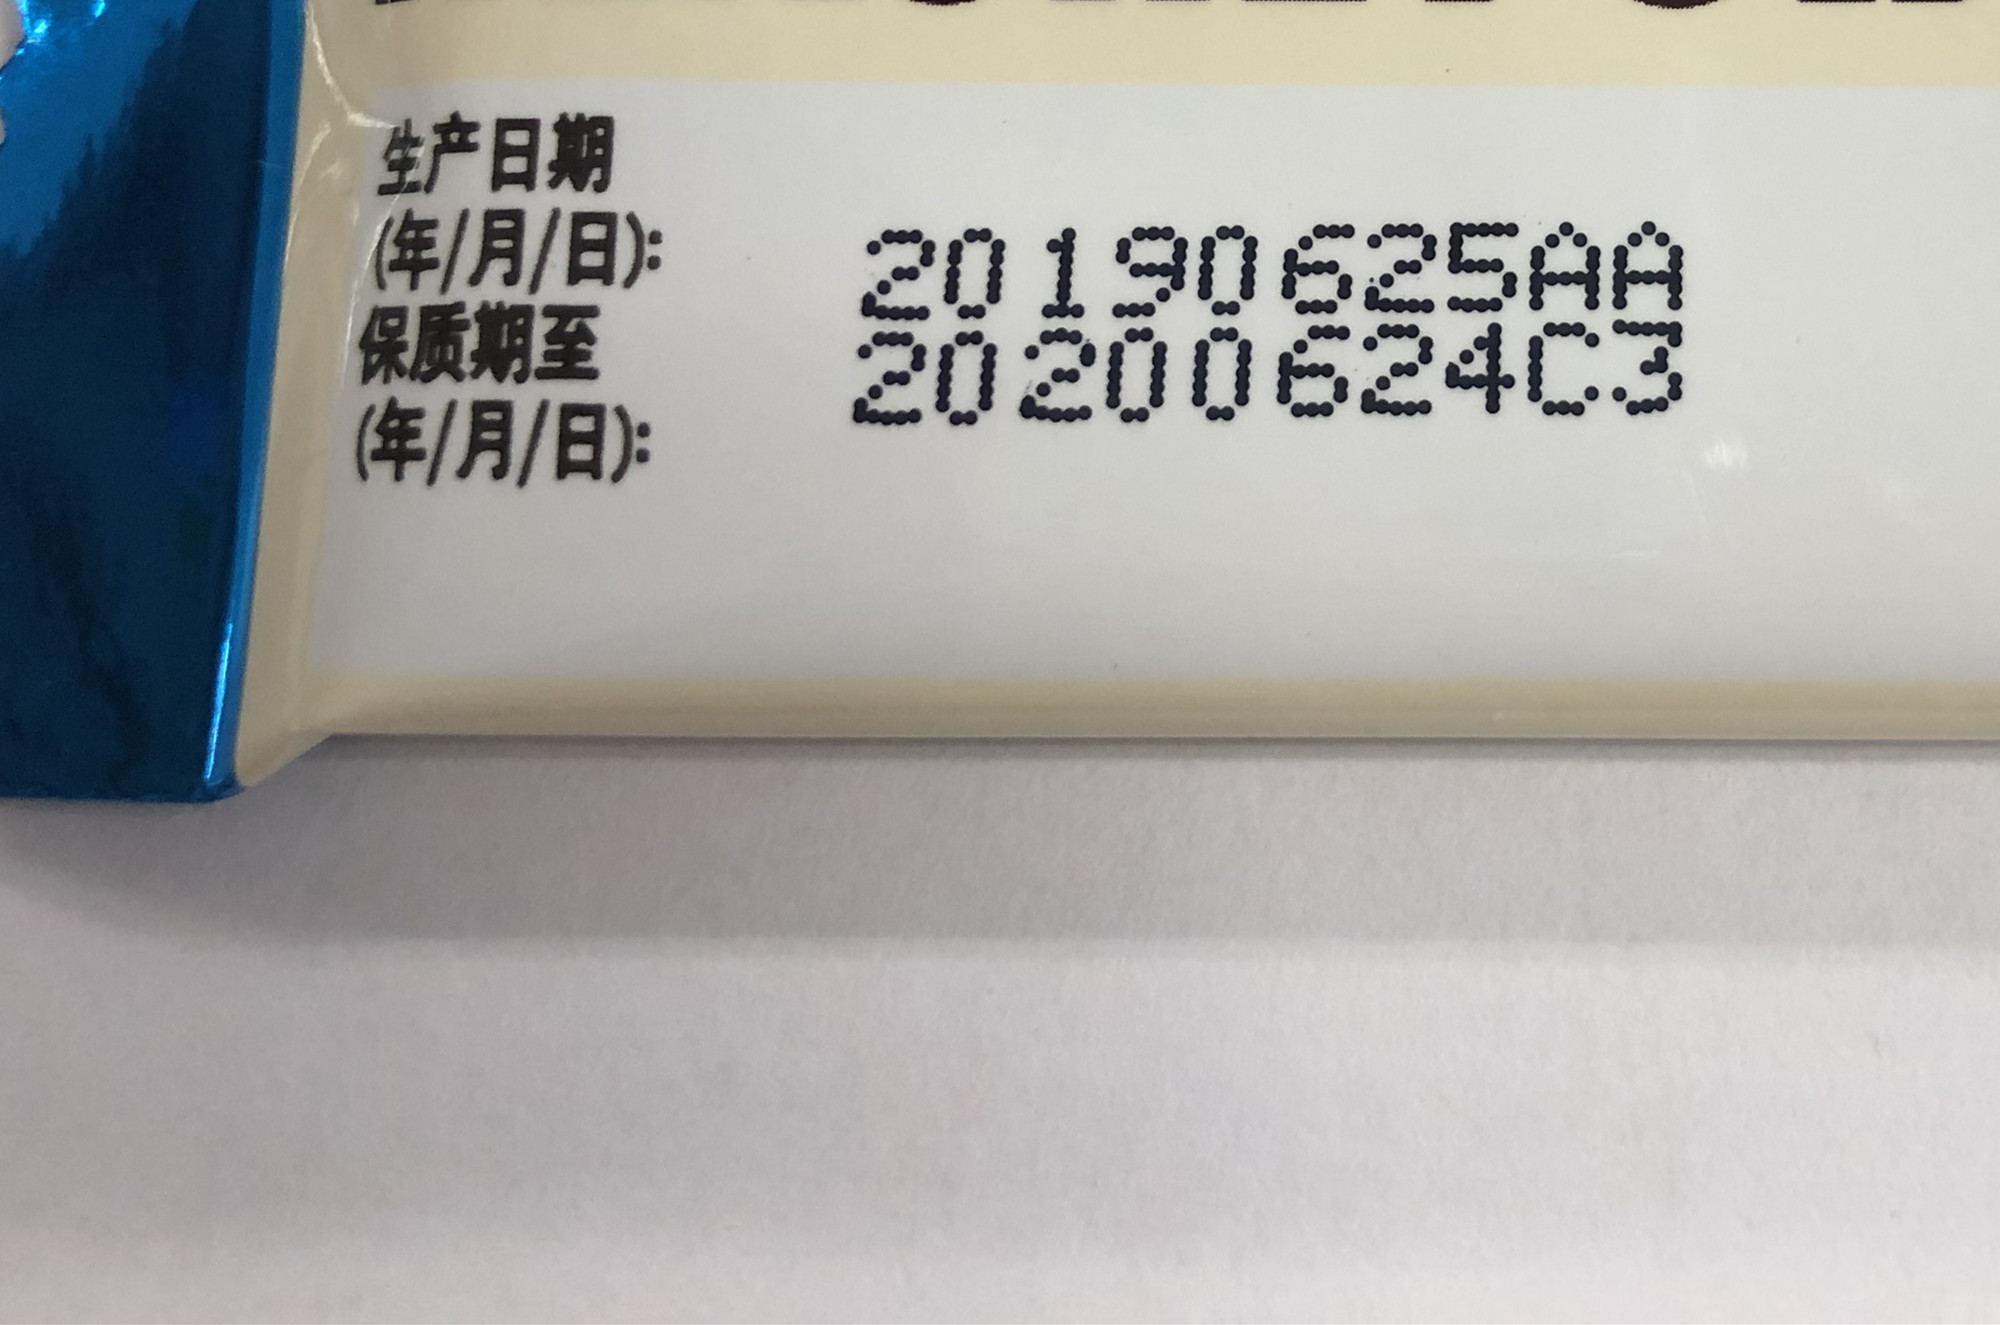 生产日期
(年/月/日):
20190625AA
保质期至
20200624C3
(年/月/日):